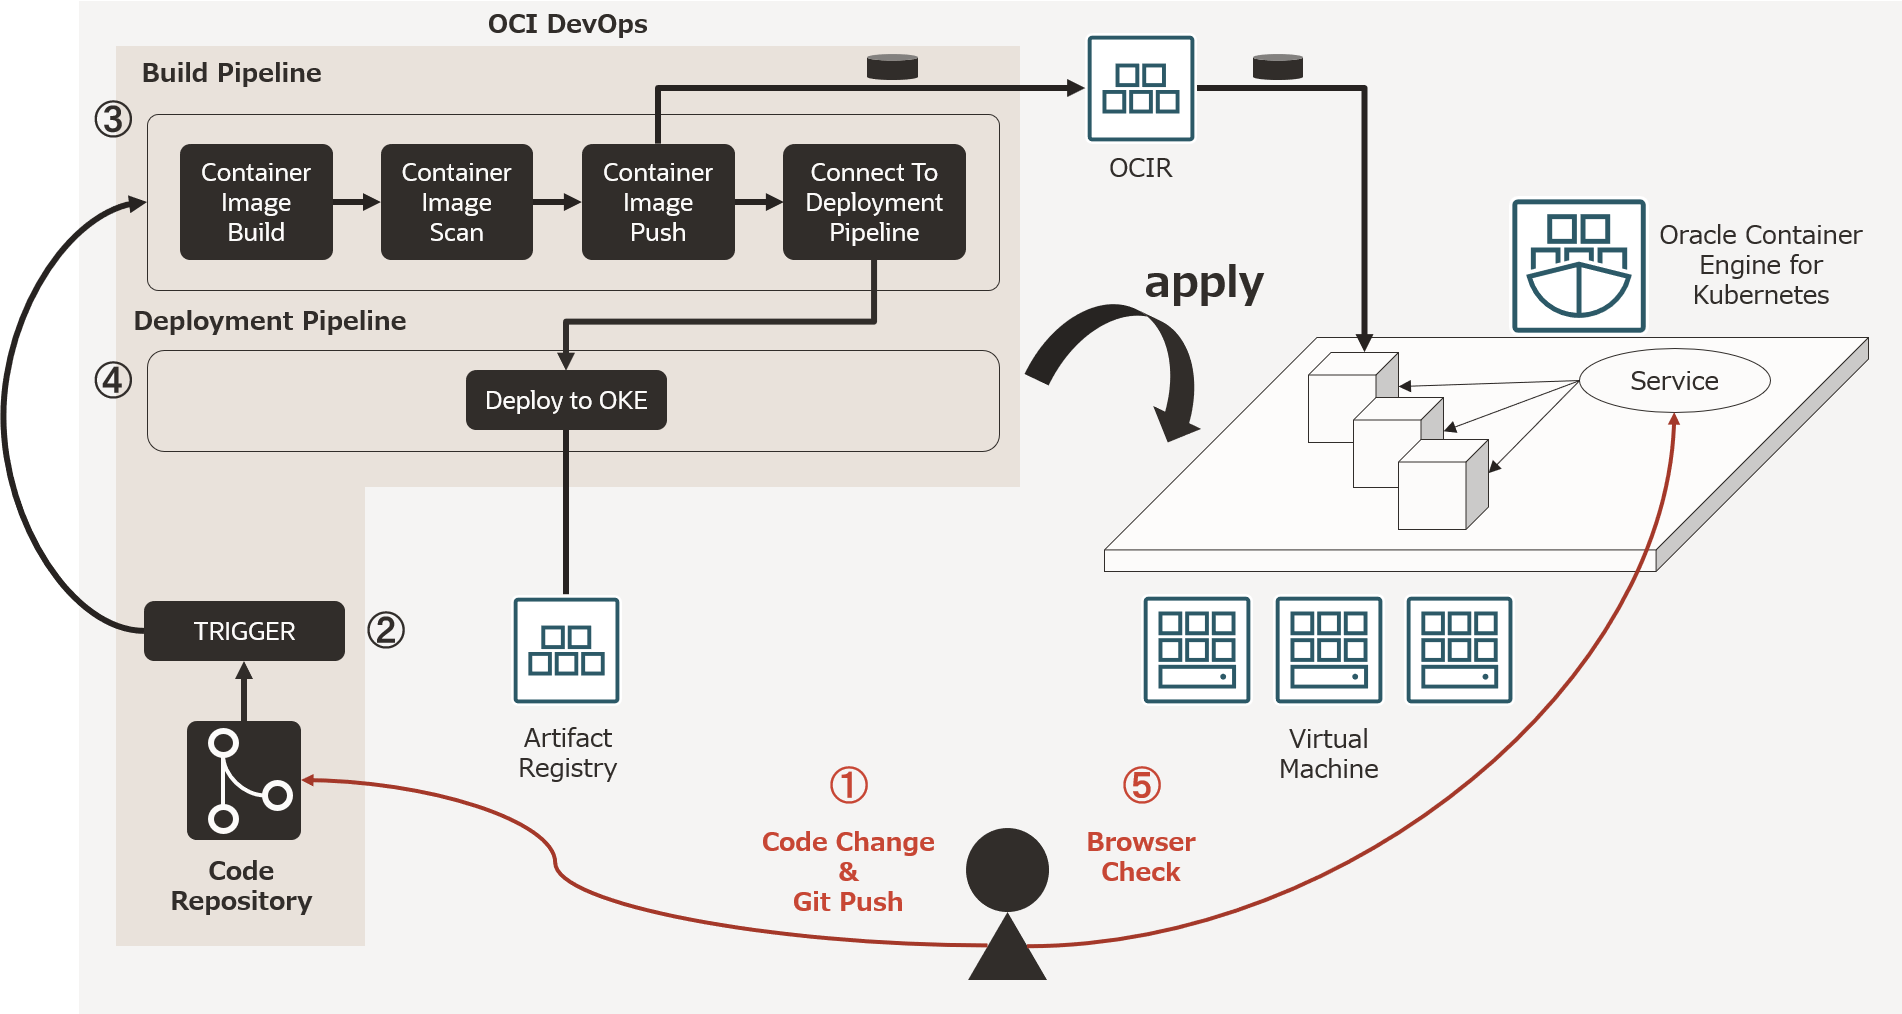 OCI DevOps
Build Pipeline
③
Container
Image
Build
Container
Image
Scan
Container
Image
Push
Connect To
Deployment
Pipeline
OCIR
Oracle Container
Engine for
Kubernetes
apply
Deployment Pipeline
④
Deploy to OKE
Service
TRIGGER
②
Artifact
Registry
Virtual
Machine
Code
Repository
①
Code Change
&
Git Push
⑤
Browser
Check